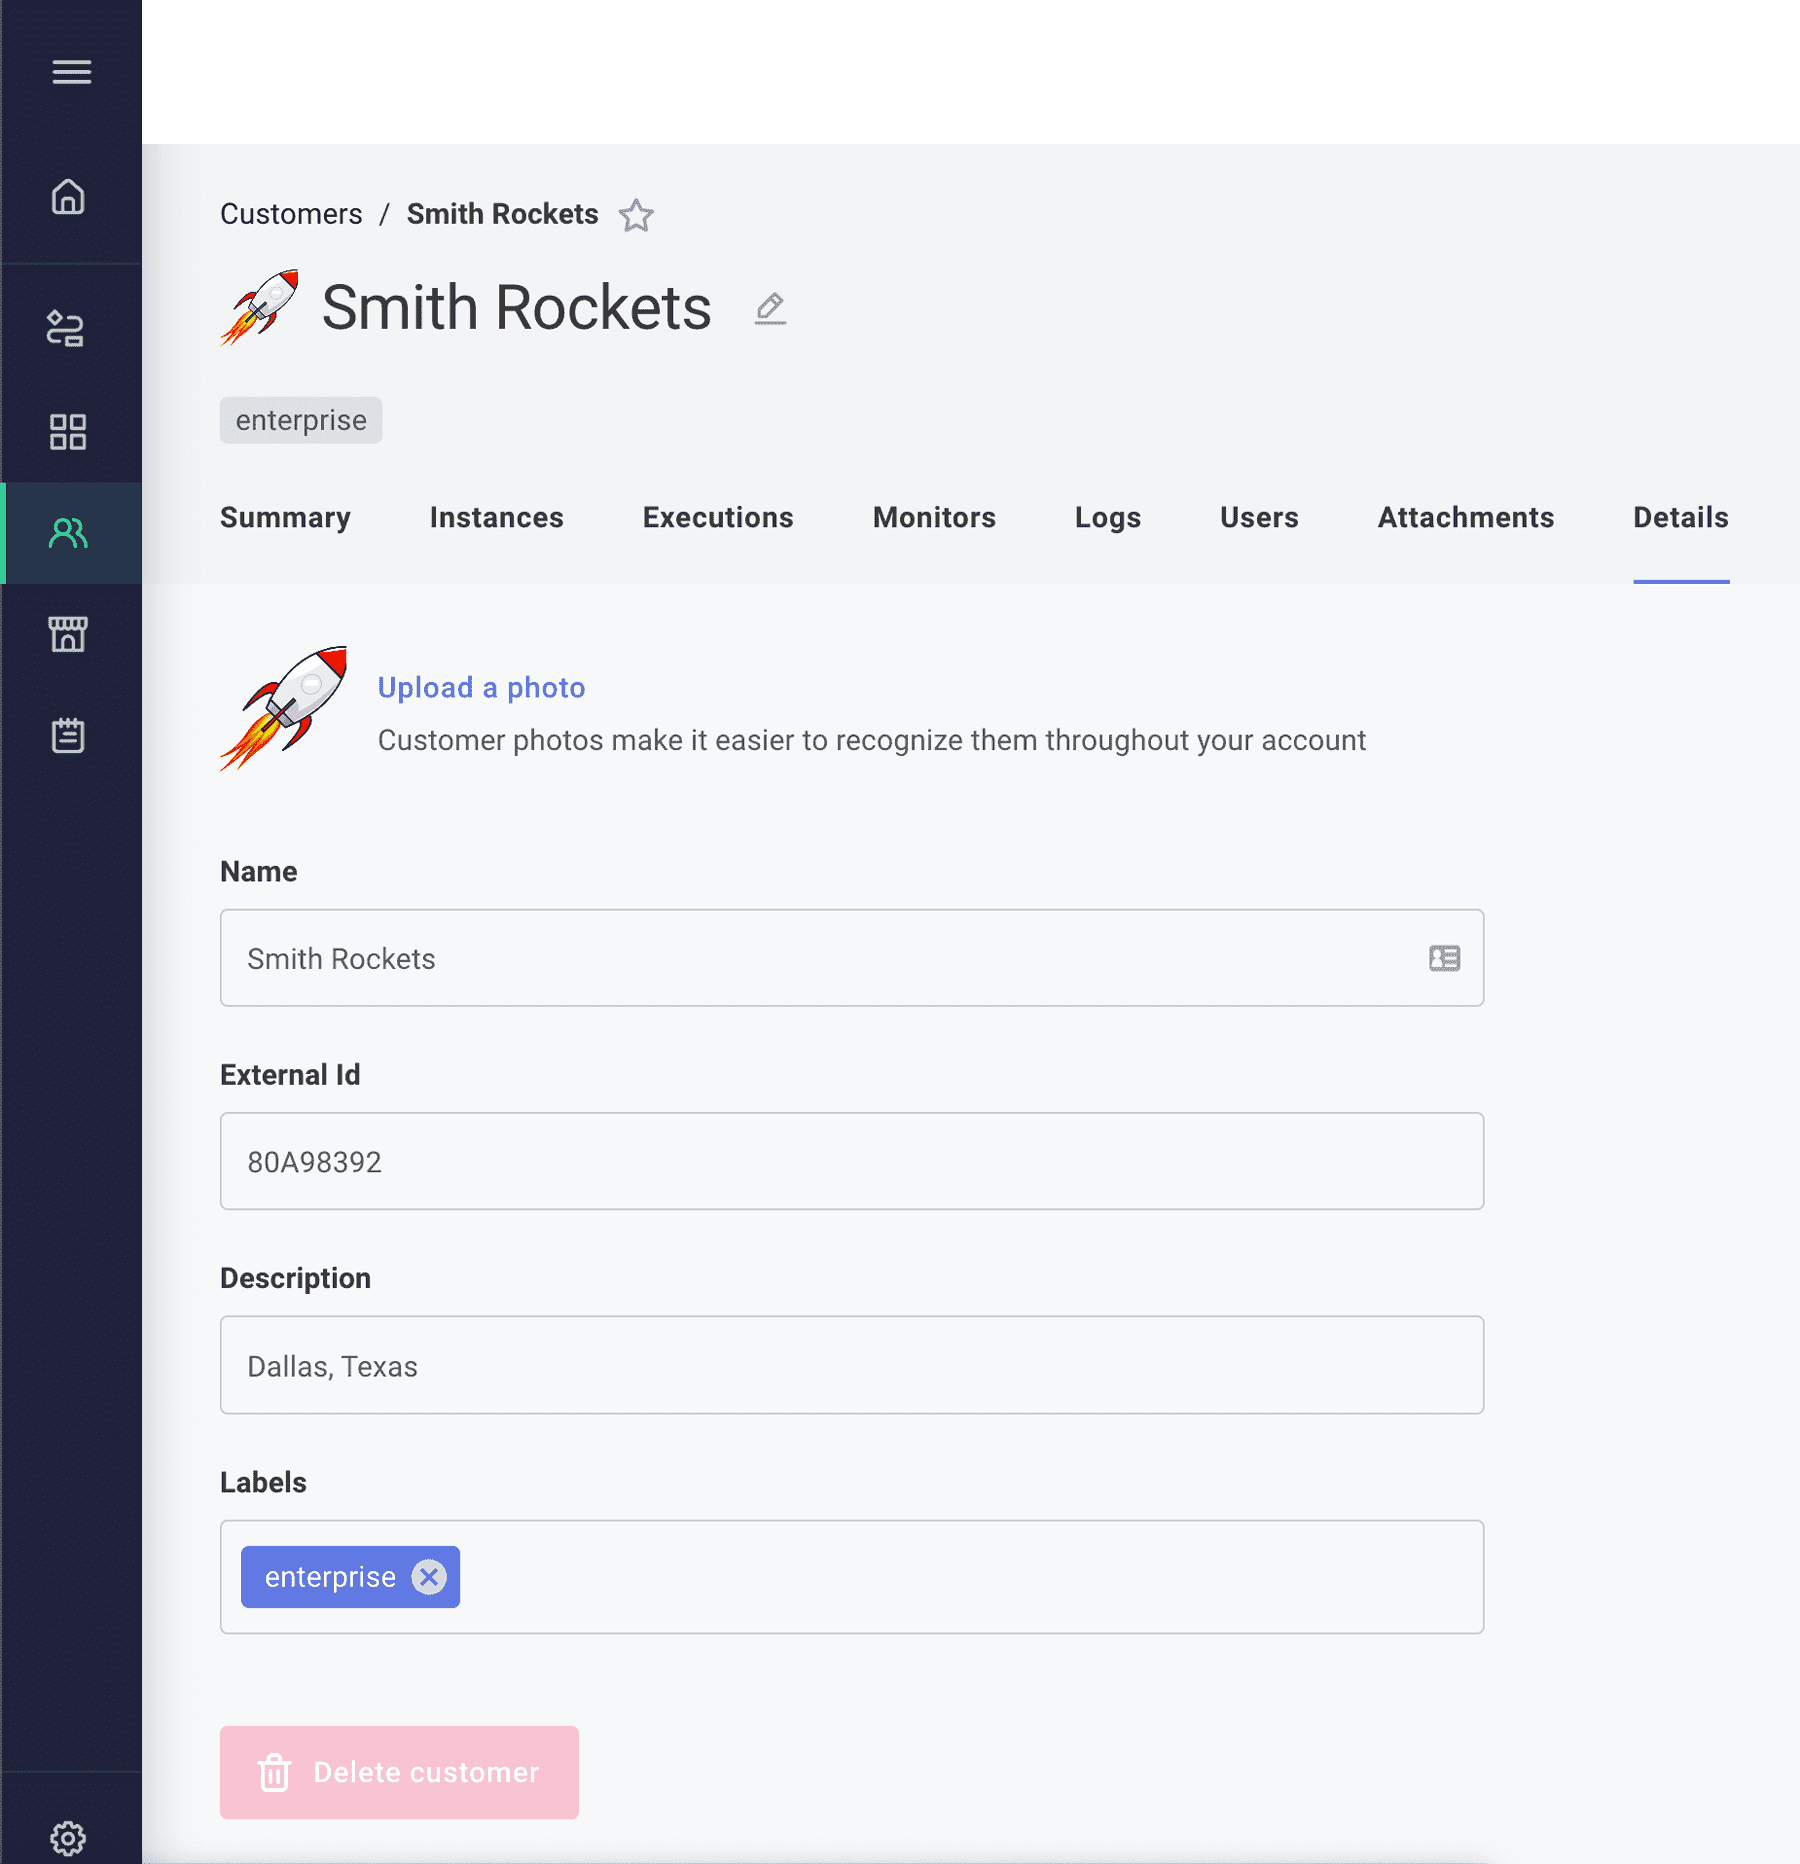 Customers / Smith Rockets
Smith Rockets
enterprise
Summary Instances Executions Monitors Logs Users Attachments Details
Upload a photo
Customer photos make it easier to recognize them throughout your account
Name
Smith Rockets
External Id
80A98392
Description
Dallas, Texas
Labels
enterprise
Delete customer